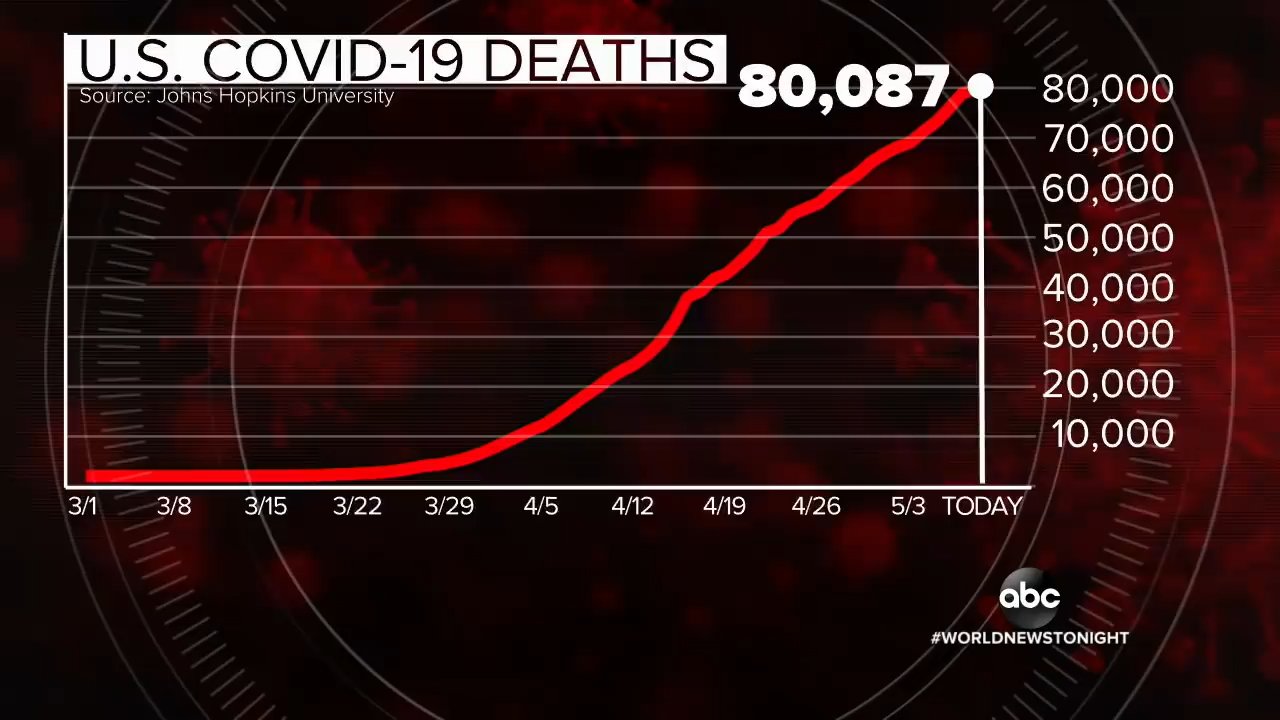 U.S. COVID-19 DEATHS
Source: Johns Hopkins University
80,087
80,000
70,000
60,000
50,000
40,000
30,000
20,000
10,000
3/1 3/8 3/15 3/22 3/29 4/5 4/12 4/19 4/26 5/3 TODAY
abc
#WORLDNEWSTONIGHT